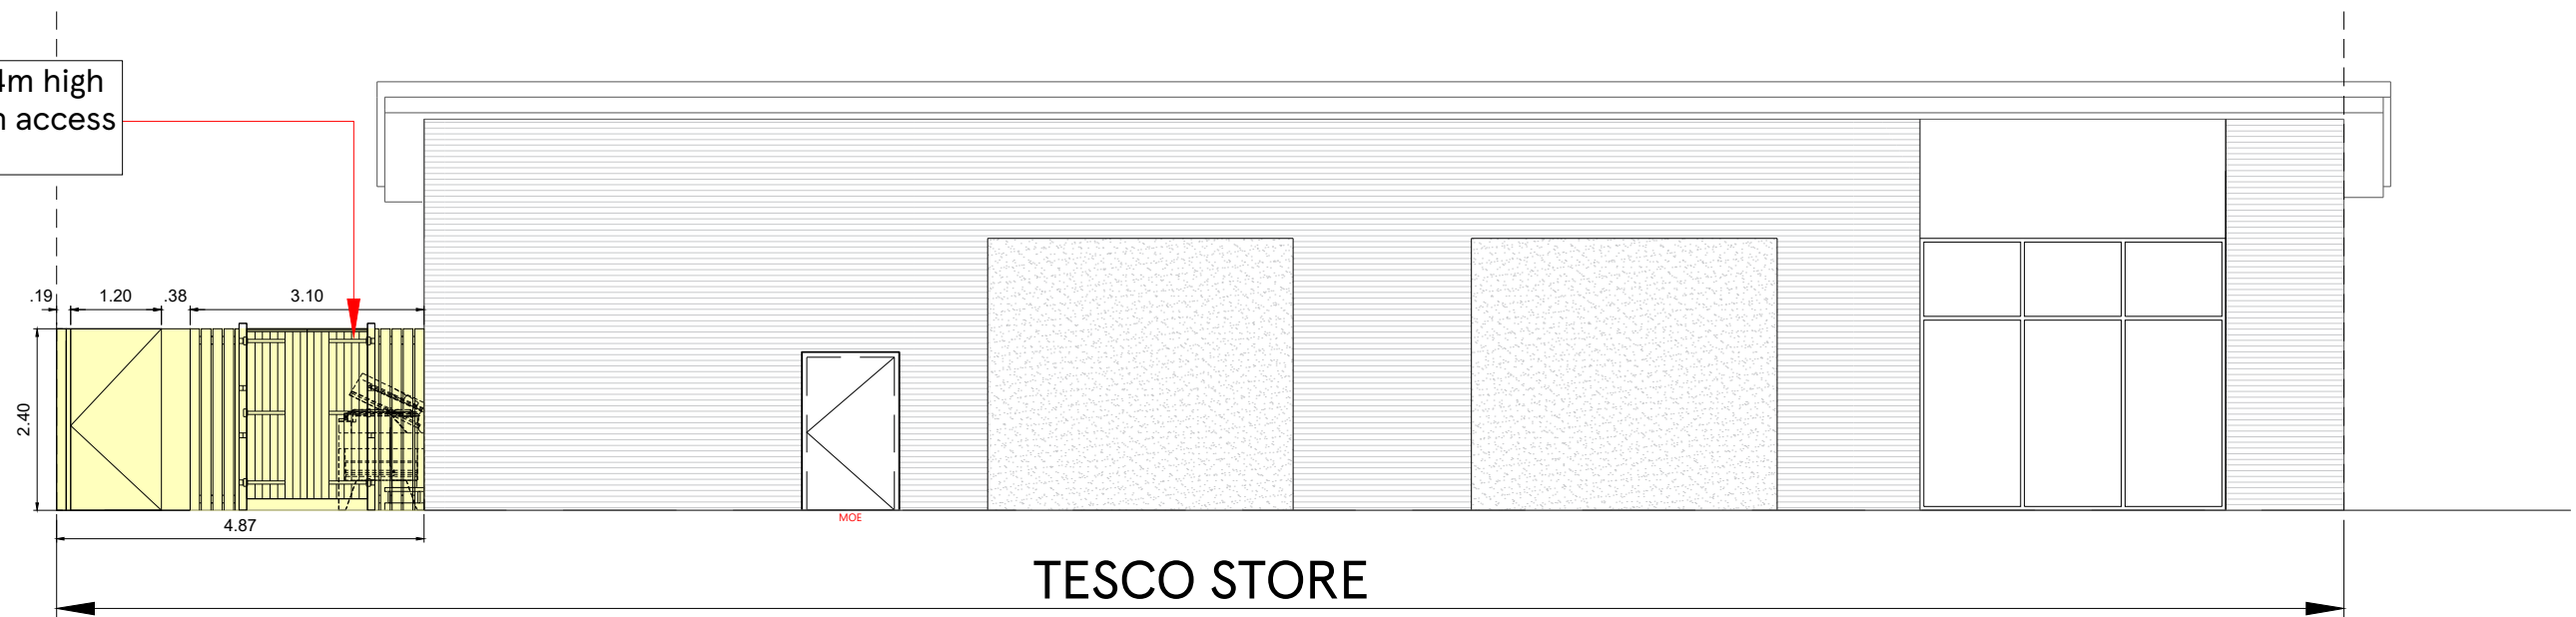 4m high
access
.19
1.20
.38
3.10
2.40
4.87
MOE
TESCO STORE